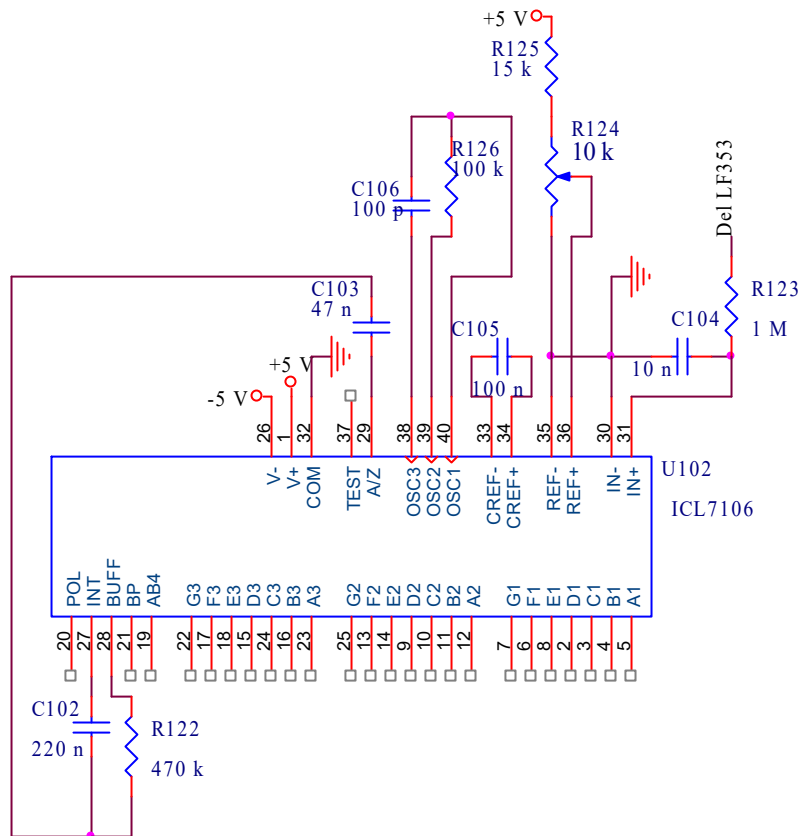 +5 V
R125
15 k
R124
10 k
R126
100 k
C106
100 p
Del LF353
R123
1 M
C103
47 n
C105
100 n
C104
10 n
+5 V
-5 V
26
1
32
37
29
38
39
40
33
34
35
36
30
31
V-
V+
COM
TEST
A/Z
OSC3
OSC2
OSC1
CREF-
CREF+
REF-
REF+
IN-
IN+
U102
ICL7106
POL
INT
BUFF
BP
AB4
G3
F3
E3
D3
C3
B3
A3
G2
F2
E2
D2
C2
B2
A2
G1
F1
E1
D1
C1
B1
A1
20
27
28
21
19
22
17
18
15
24
16
23
25
13
14
9
10
11
12
7
6
8
2
3
4
5
C102
220 n
R122
470 k